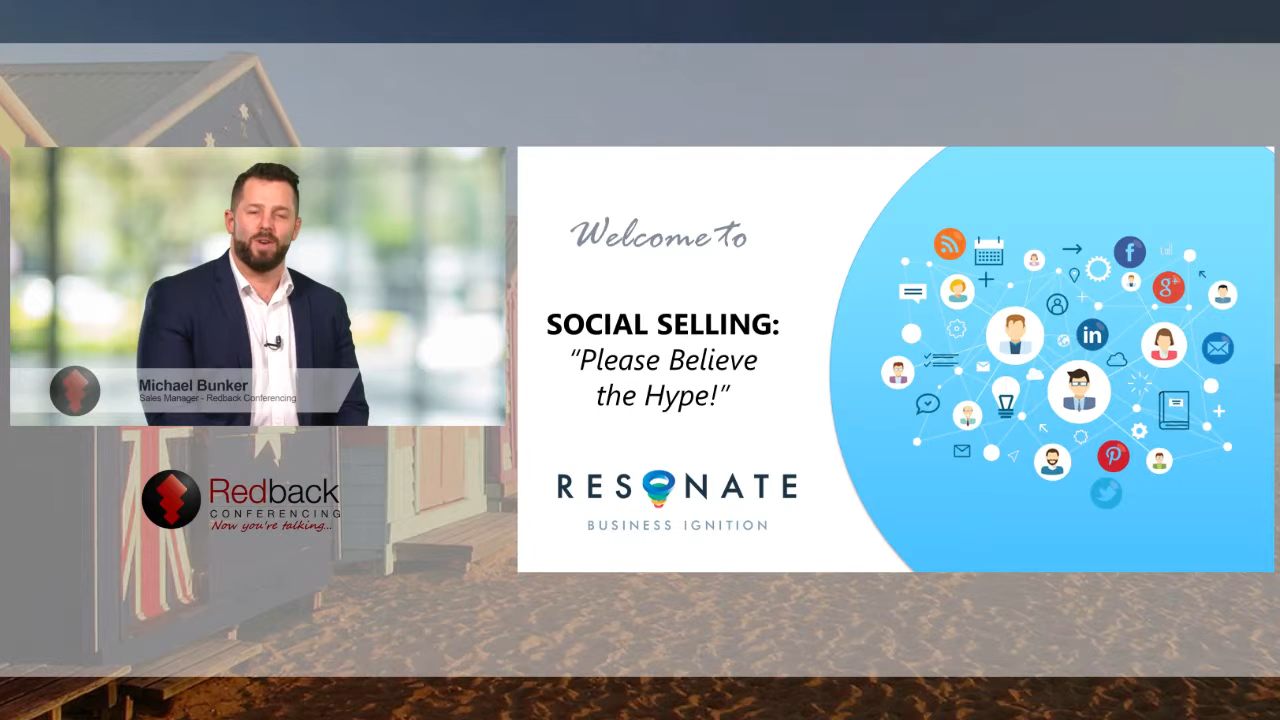 Michael Bunker
Sales Manager - Redback Conferencing
Redback
CONFERENCING
Now you're talking...
Welcome to
SOCIAL SELLING:
“Please Believe
the Hype!”
RESONATE
BUSINESS IGNITION
f
g+
in